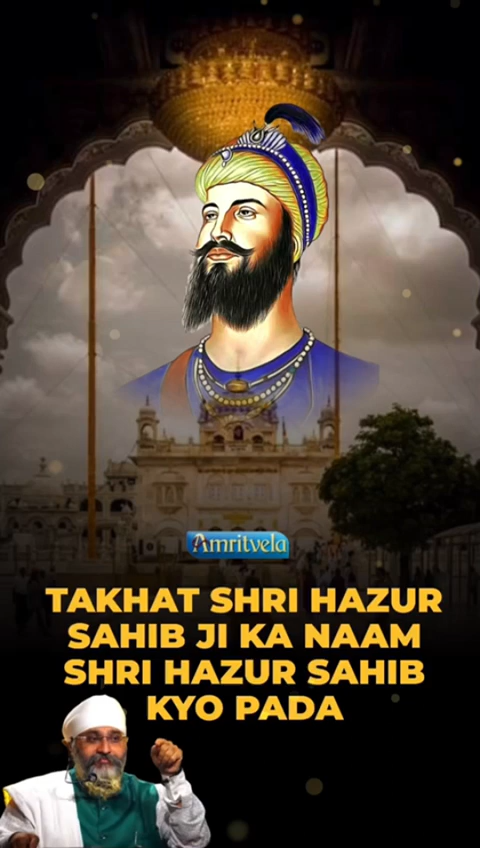 Amritvela
TAKHAT SHRI HAZUR
SAHIB JI KA NAAM
SHRI HAZUR SAHIB
KYO PADA